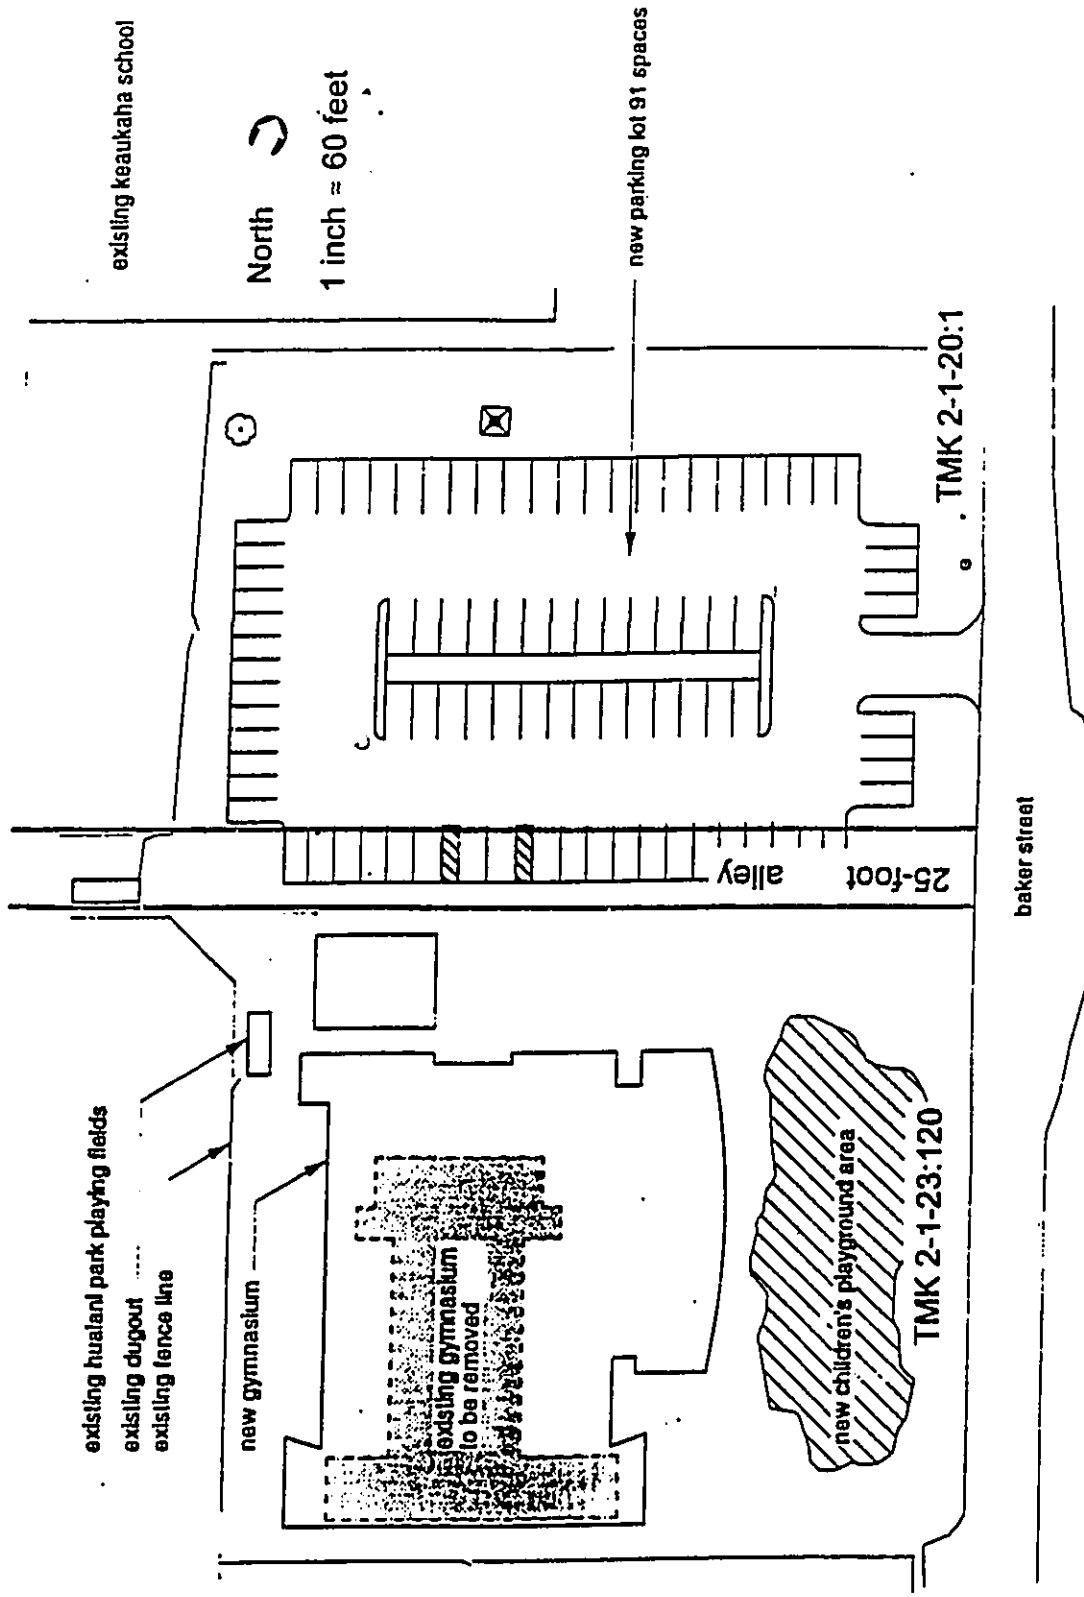 existing hualani park playing fields
existing dugout
existing fence line
new gymnasium
existing gymnasium
to be removed
new children's playground area
TMK 2-1-23:120
25-foot
alley
baker street
TMK 2-1-20:1
new parking lot 91 spaces
existing keaukaha school
North
1 inch = 60 feet